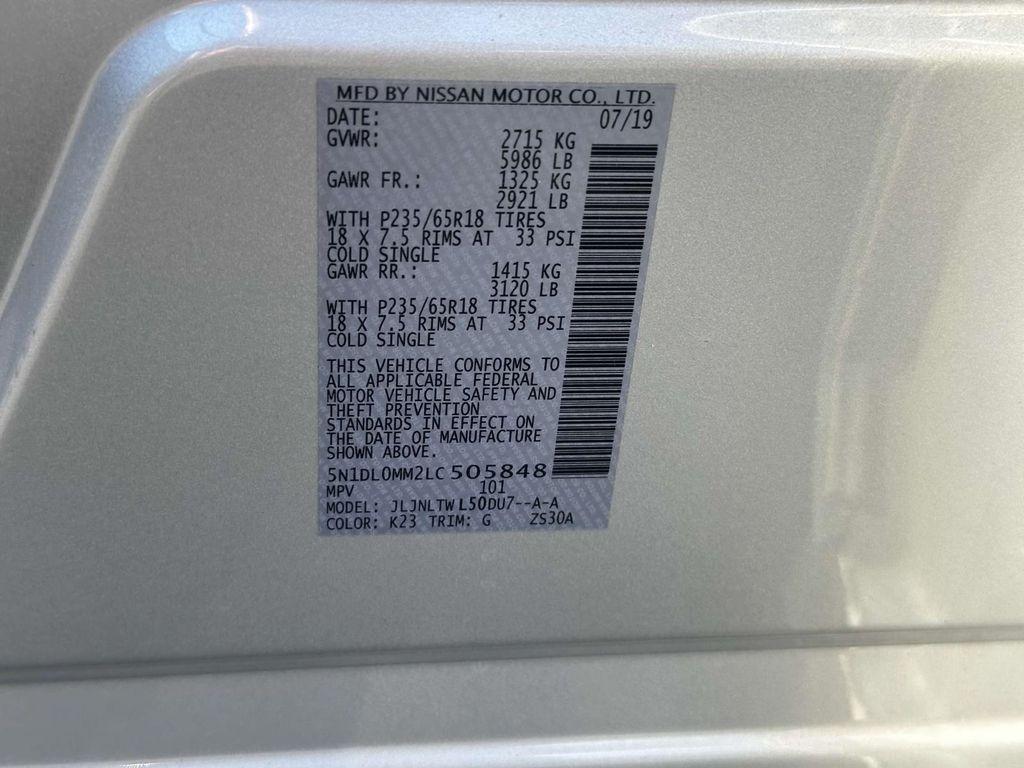 MFD BY NISSAN MOTOR CO., LTD.
DATE: 07/19
GVWR: 2715 KG
5986 LB
GAWR FR.: 1325 KG
2921 LB
WITH P235/65R18 TIRES
18 X 7.5 RIMS AT 33 PSI
COLD SINGLE
GAWR RR.: 1415 KG
3120 LB
WITH P235/65R18 TIRES
18 X 7.5 RIMS AT 33 PSI
COLD SINGLE
THIS VEHICLE CONFORMS TO
ALL APPLICABLE FEDERAL
MOTOR VEHICLE SAFETY AND
THEFT PREVENTION
STANDARDS IN EFFECT ON
THE DATE OF MANUFACTURE
SHOWN ABOVE.
5N1DL0MM2LC505848
MPV 101
MODEL: JLJNLTWL50DU7--A-A
COLOR: K23 TRIM: G ZS30A